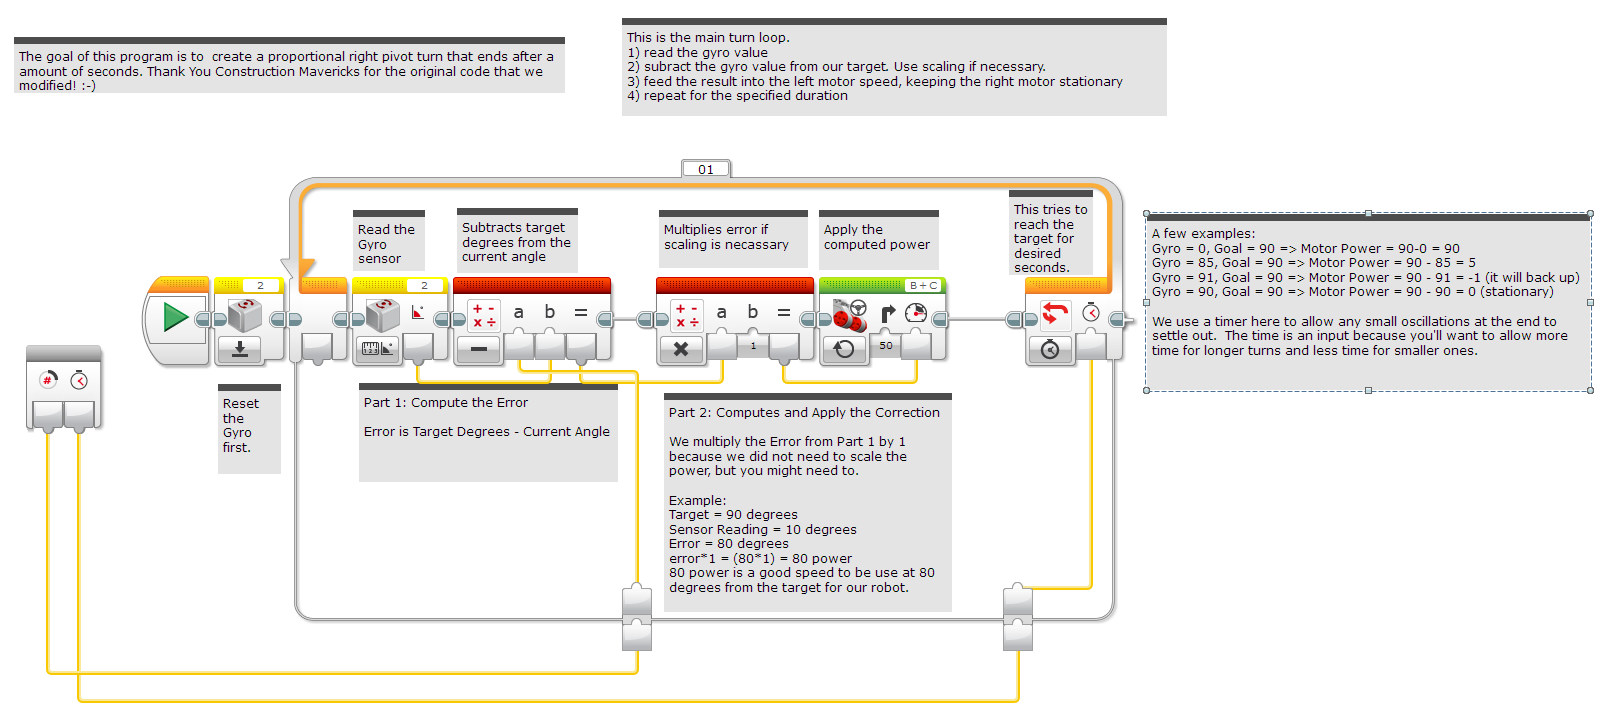 The goal of this program is to  create a proportional right pivot turn that ends after a
amount of seconds. Thank You Construction Mavericks for the original code that we
modified! :-)
This is the main turn loop.
1) read the gyro value
2) subract the gyro value from our target. Use scaling if necessary.
3) feed the result into the left motor speed, keeping the right motor stationary
4) repeat for the specified duration
01
Read the
Gyro
sensor
Subtracts target
degrees from the
current angle
Multiplies error if
scaling is necassary
Apply the
computed power
This tries to
reach the
target for
desired
seconds.
A few examples:
Gyro = 0, Goal = 90 => Motor Power = 90-0 = 90
Gyro = 85, Goal = 90 => Motor Power = 90 - 85 = 5
Gyro = 91, Goal = 90 => Motor Power = 90 - 91 = -1 (it will back up)
Gyro = 90, Goal = 90 => Motor Power = 90 - 90 = 0 (stationary)
We use a timer here to allow any small oscillations at the end to
settle out.  The time is an input because you'll want to allow more
time for longer turns and less time for smaller ones.
2
2
B+C
+ -
x ÷
a b =
+ -
x ÷
a b =
1 2 3
1
50
#
Reset
the
Gyro
first.
Part 1: Compute the Error
Error is Target Degrees - Current Angle
Part 2: Computes and Apply the Correction
We multiply the Error from Part 1 by 1
because we did not need to scale the
power, but you might need to.
Example:
Target = 90 degrees
Sensor Reading = 10 degrees
Error = 80 degrees
error*1 = (80*1) = 80 power
80 power is a good speed to be use at 80
degrees from the target for our robot.